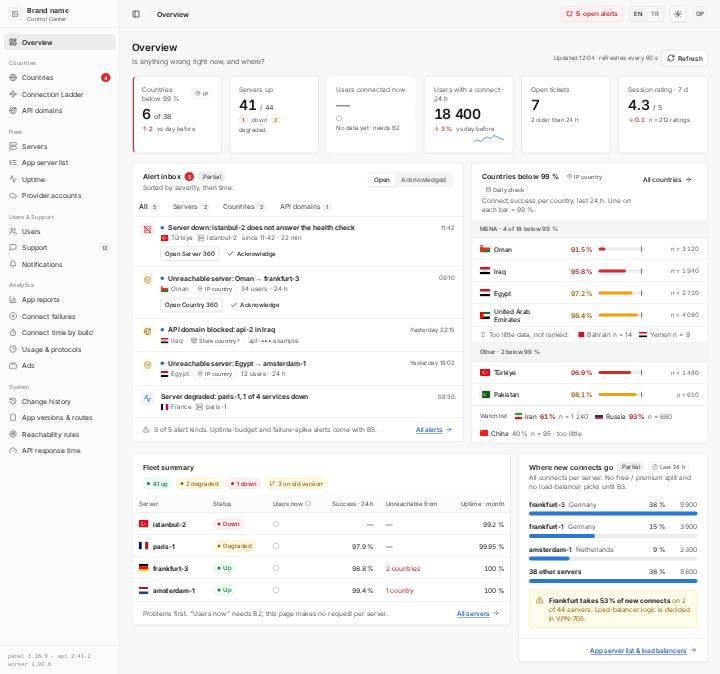 Brand name
Control Center
Overview
Countries
Countries 4
Connection Ladder
API domains
Fleet
Servers
App server list
Uptime
Provider accounts
Users & Support
Users
Support 12
Notifications
Analytics
App reports
Connect failures
Connect time by build
Usage & protocols
Ads
System
Change history
App versions & routes
Reachability rules
API response time
panel 3.18.0 · api 2.41.2
worker 1.92.0
Overview
5 open alerts
EN TR
OP
Overview
Is anything wrong right now, and where?
Updated 12:04 · refreshes every 60 s
Refresh
Countries below 99 % IP
6 of 38
↑ 2 vs day before
Servers up
41 / 44
1 down 2 degraded
Users connected now
—
No data yet · needs B2
Users with a connect · 24 h
18 400
↓ 3 % vs day before
Open tickets
7
2 older than 24 h
Session rating · 7 d
4.3 / 5
↓ 0.1 n = 212 ratings
Alert inbox 5 Partial
Sorted by severity, then time.
Open Acknowledged
All 5 Servers 2 Countries 2 API domains 1
Server down: istanbul-2 does not answer the health check 11:42
Türkiye istanbul-2 since 11:42 · 22 min
Open Server 360 Acknowledge
Unreachable server: Oman → frankfurt-3 09:10
Oman IP country 34 users · 24 h
Open Country 360 Acknowledge
API domain blocked: api-2 in Iraq Yesterday 22:15
Iraq Store country* api-•••.example
Unreachable server: Egypt → amsterdam-1 Yesterday 18:02
Egypt IP country 12 users · 24 h
Server degraded: paris-1, 1 of 4 services down 08:30
France paris-1
3 of 5 alert kinds. Uptime-budget and failure-spike alerts come with B5.
All alerts →
Countries below 99 % IP country
Daily check
Connect success per country, last 24 h. Line on each bar = 99 %.
All countries →
MENA · 4 of 18 below 99 %
Oman 91.5 % n = 3 120
Iraq 95.8 % n = 1 940
Egypt 97.2 % n = 2 710
United Arab Emirates 98.4 % n = 4 050
Too little data, not ranked: Bahrain n = 14 Yemen n = 9
Other · 2 below 99 %
Türkiye 96.9 % n = 1 480
Pakistan 98.1 % n = 610
Watch list Iran 61% n = 1 240 Russia 93% n = 880
China 40% n = 95 · too little
Fleet summary
41 up 2 degraded 1 down 3 on old version
Server Status Users now Success · 24 h Unreachable from Uptime · month
istanbul-2 Down — — 99.2 %
paris-1 Degraded 97.9 % — 99.95 %
frankfurt-3 Up 98.8 % 2 countries 100 %
amsterdam-1 Up 99.4 % 1 country 100 %
Problems first. "Users now" needs B2; this page makes no request per server.
All servers →
Where new connects go Partial Last 24 h
All connects per server. No free / premium split and no load-balancer picks until B3.
frankfurt-3 Germany 38 % 9 900
frankfurt-1 Germany 15 % 3 900
amsterdam-1 Netherlands 9 % 2 300
38 other servers 38 % 9 800
Frankfurt takes 53 % of new connects on 2 of 44 servers. Load-balancer logic is decided in VPN-705.
App server list & load balancers →